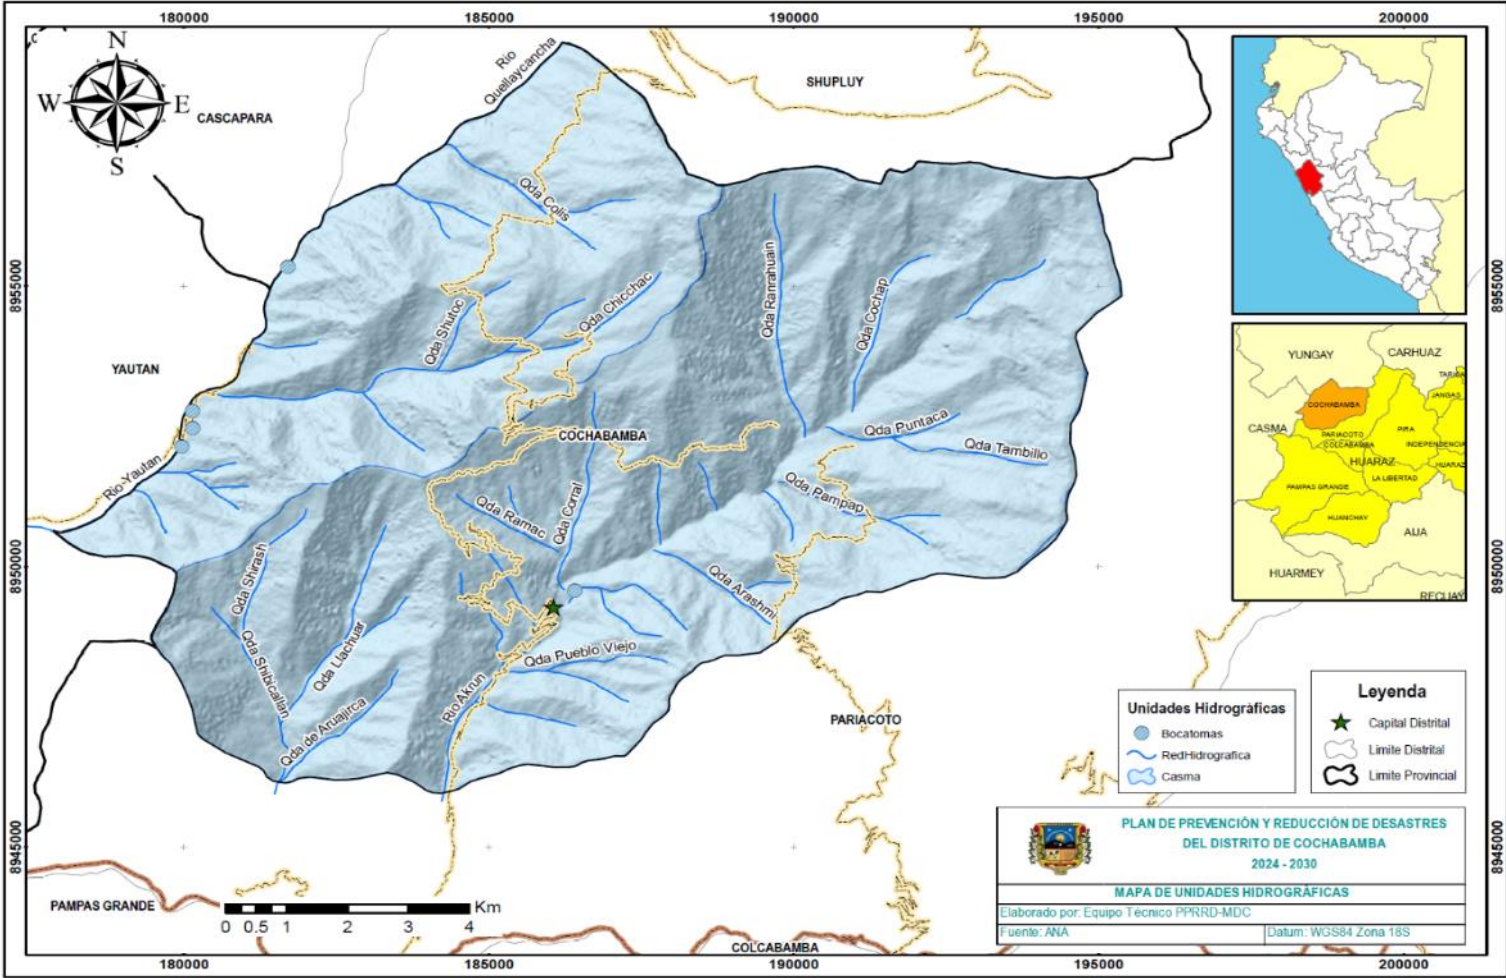 180000
185000
190000
195000
200000
C
N
W
E
S
Rio
Quellaycancha
SHUPLUY
CASCAPARA
Qda Colis
Qda Ranrahuain
Qda Cochap
8955000
8955000
Qda Shutoc
Qda Chicchac
YAUTAN
COCHABAMBA
Qda Puntaca
Qda Tambillo
Rio Yautan
Qda Pampap
Qda Ramac
Qda Corral
8950000
8950000
Qda Shirash
Qda Arashmi
Qda Llachuar
Qda Shibicallan
Qda Pueblo Viejo
Rio Akrun
Qda de Aruajirca
PARIACOTO
8945000
8945000
PAMPAS GRANDE
COLCABAMBA
Km
0 0.5 1 2 3 4
YUNGAY
CARHUAZ
JANGAS
COCHABAMBA
CASMA
PARIACOTO
COLCABAMBA
PIRA
INDEPENDENCIA
HUARAZ
HUARAZ
LA LIBERTAD
PAMPAS GRANDE
HUANCHAY
AIJA
HUARMEY
RECUAY
Unidades Hidrográficas
Bocatomas
RedHidrografica
Casma
Leyenda
Capital Distrital
Limite Distrital
Limite Provincial
PLAN DE PREVENCIÓN Y REDUCCIÓN DE DESASTRES
DEL DISTRITO DE COCHABAMBA
2024 - 2030
MAPA DE UNIDADES HIDROGRÁFICAS
Elaborado por: Equipo Técnico PPRRD-MDC
Fuente: ANA
Datum: WGS84 Zona 18S
180000
185000
190000
195000
200000